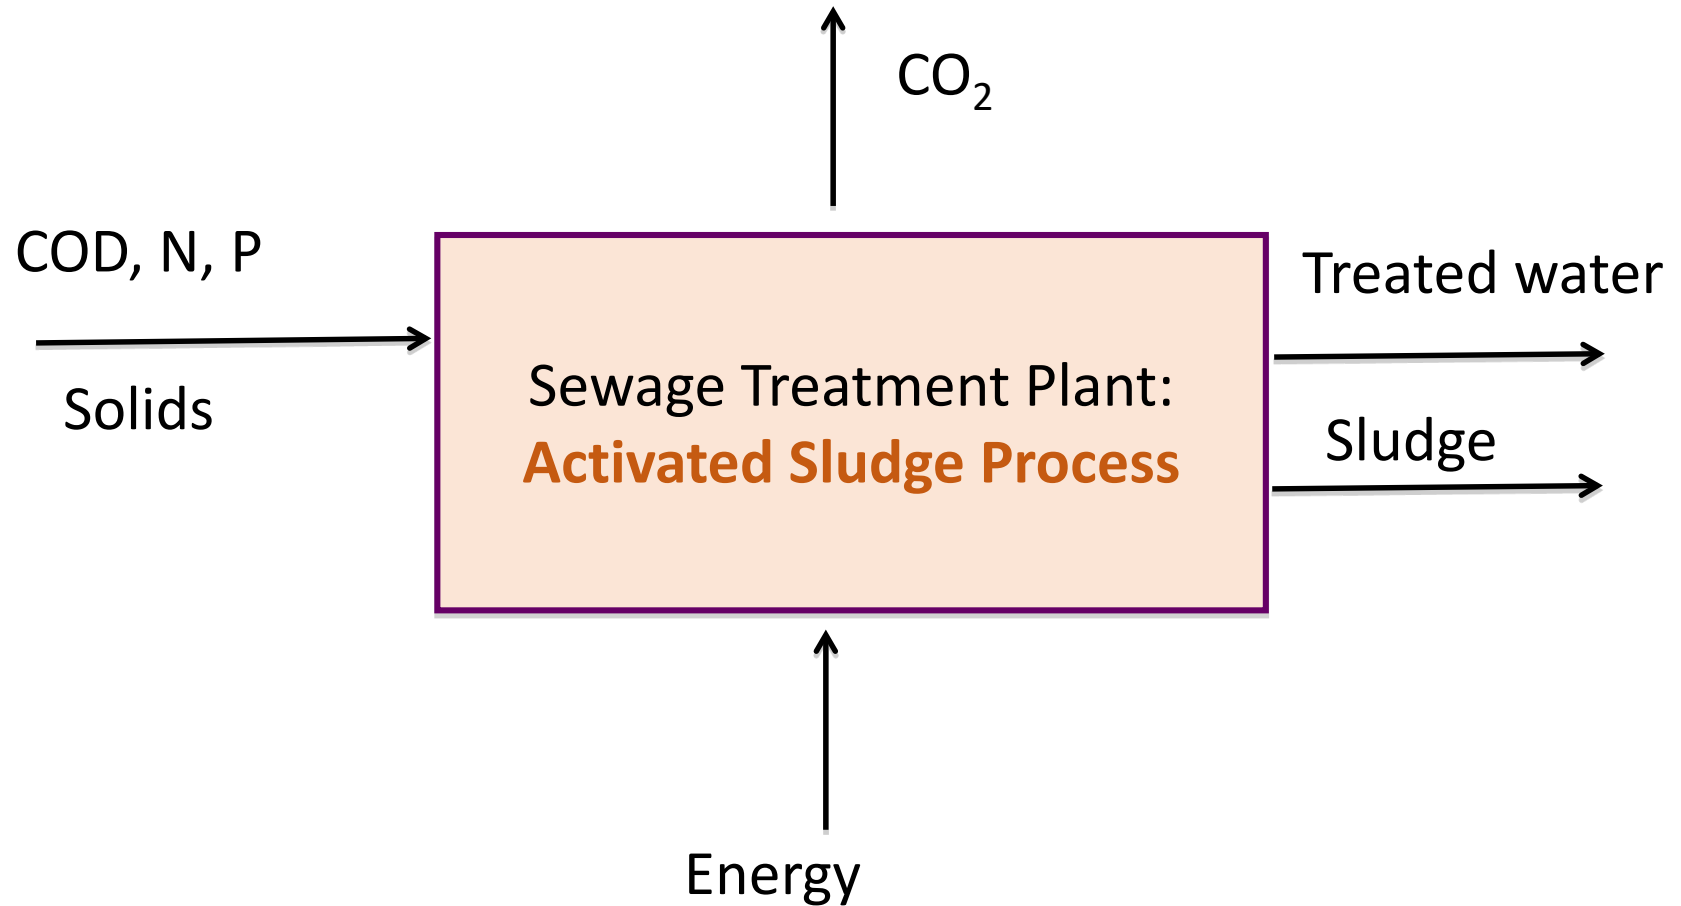 CO₂
COD, N, P
Solids
Sewage Treatment Plant:
Activated Sludge Process
Treated water
Sludge
Energy